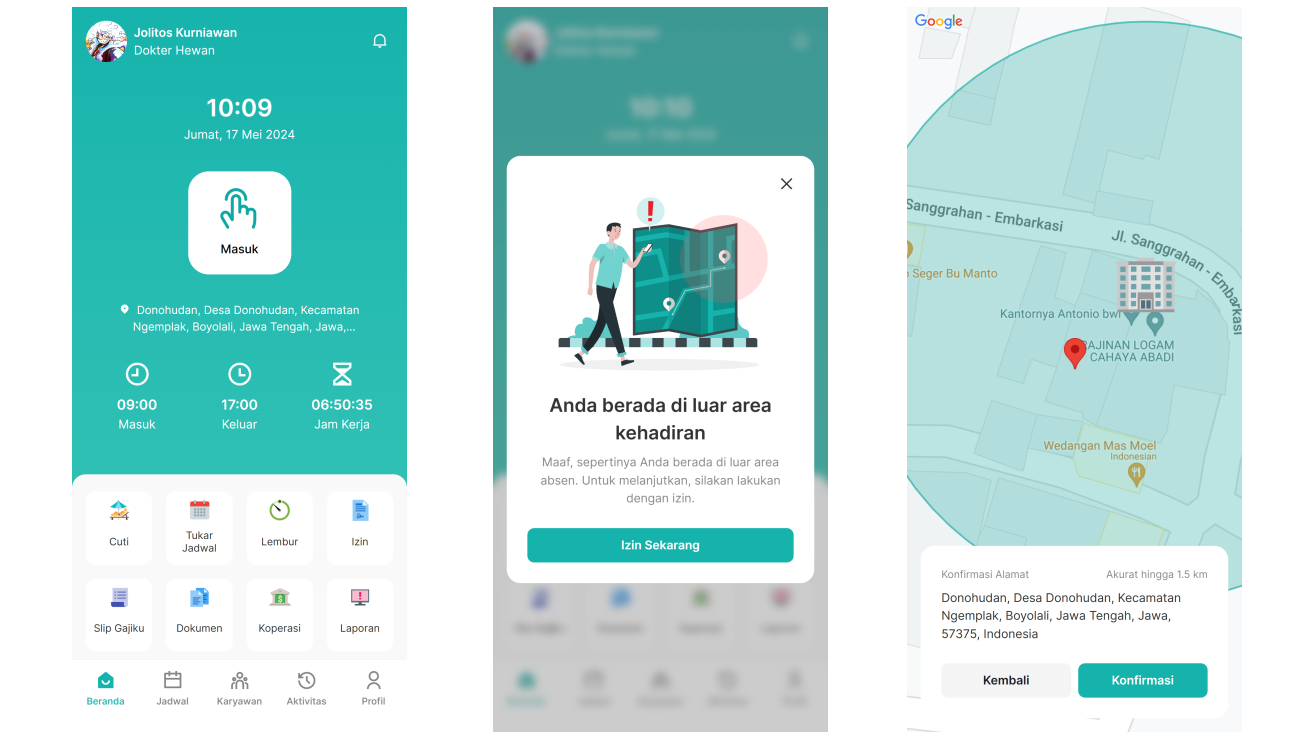 Jolitos Kurniawan
Dokter Hewan
10:09
Jumat, 17 Mei 2024
Masuk
Donohudan, Desa Donohudan, Kecamatan
Ngemplak, Boyolali, Jawa Tengah, Jawa,...
09:00
Masuk
17:00
Keluar
06:50:35
Jam Kerja
Cuti
Tukar
Jadwal
Lembur
Izin
Slip Gajiku
Dokumen
Koperasi
Laporan
Beranda
Jadwal
Karyawan
Aktivitas
Profil
10:10
Anda berada di luar area
kehadiran
Maaf, sepertinya Anda berada di luar area
absen. Untuk melanjutkan, silakan lakukan
dengan izin.
Izin Sekarang
Google
Sanggrahan - Embarkasi
Jl. Sanggrahan - Embarkasi
Seger Bu Manto
Kantornya Antonio bwi
RAJINAN LOGAM
CAHAYA ABADI
Wedangan Mas Moel
Indonesian
Konfirmasi Alamat
Akurat hingga 1.5 km
Donohudan, Desa Donohudan, Kecamatan
Ngemplak, Boyolali, Jawa Tengah, Jawa,
57375, Indonesia
Kembali
Konfirmasi